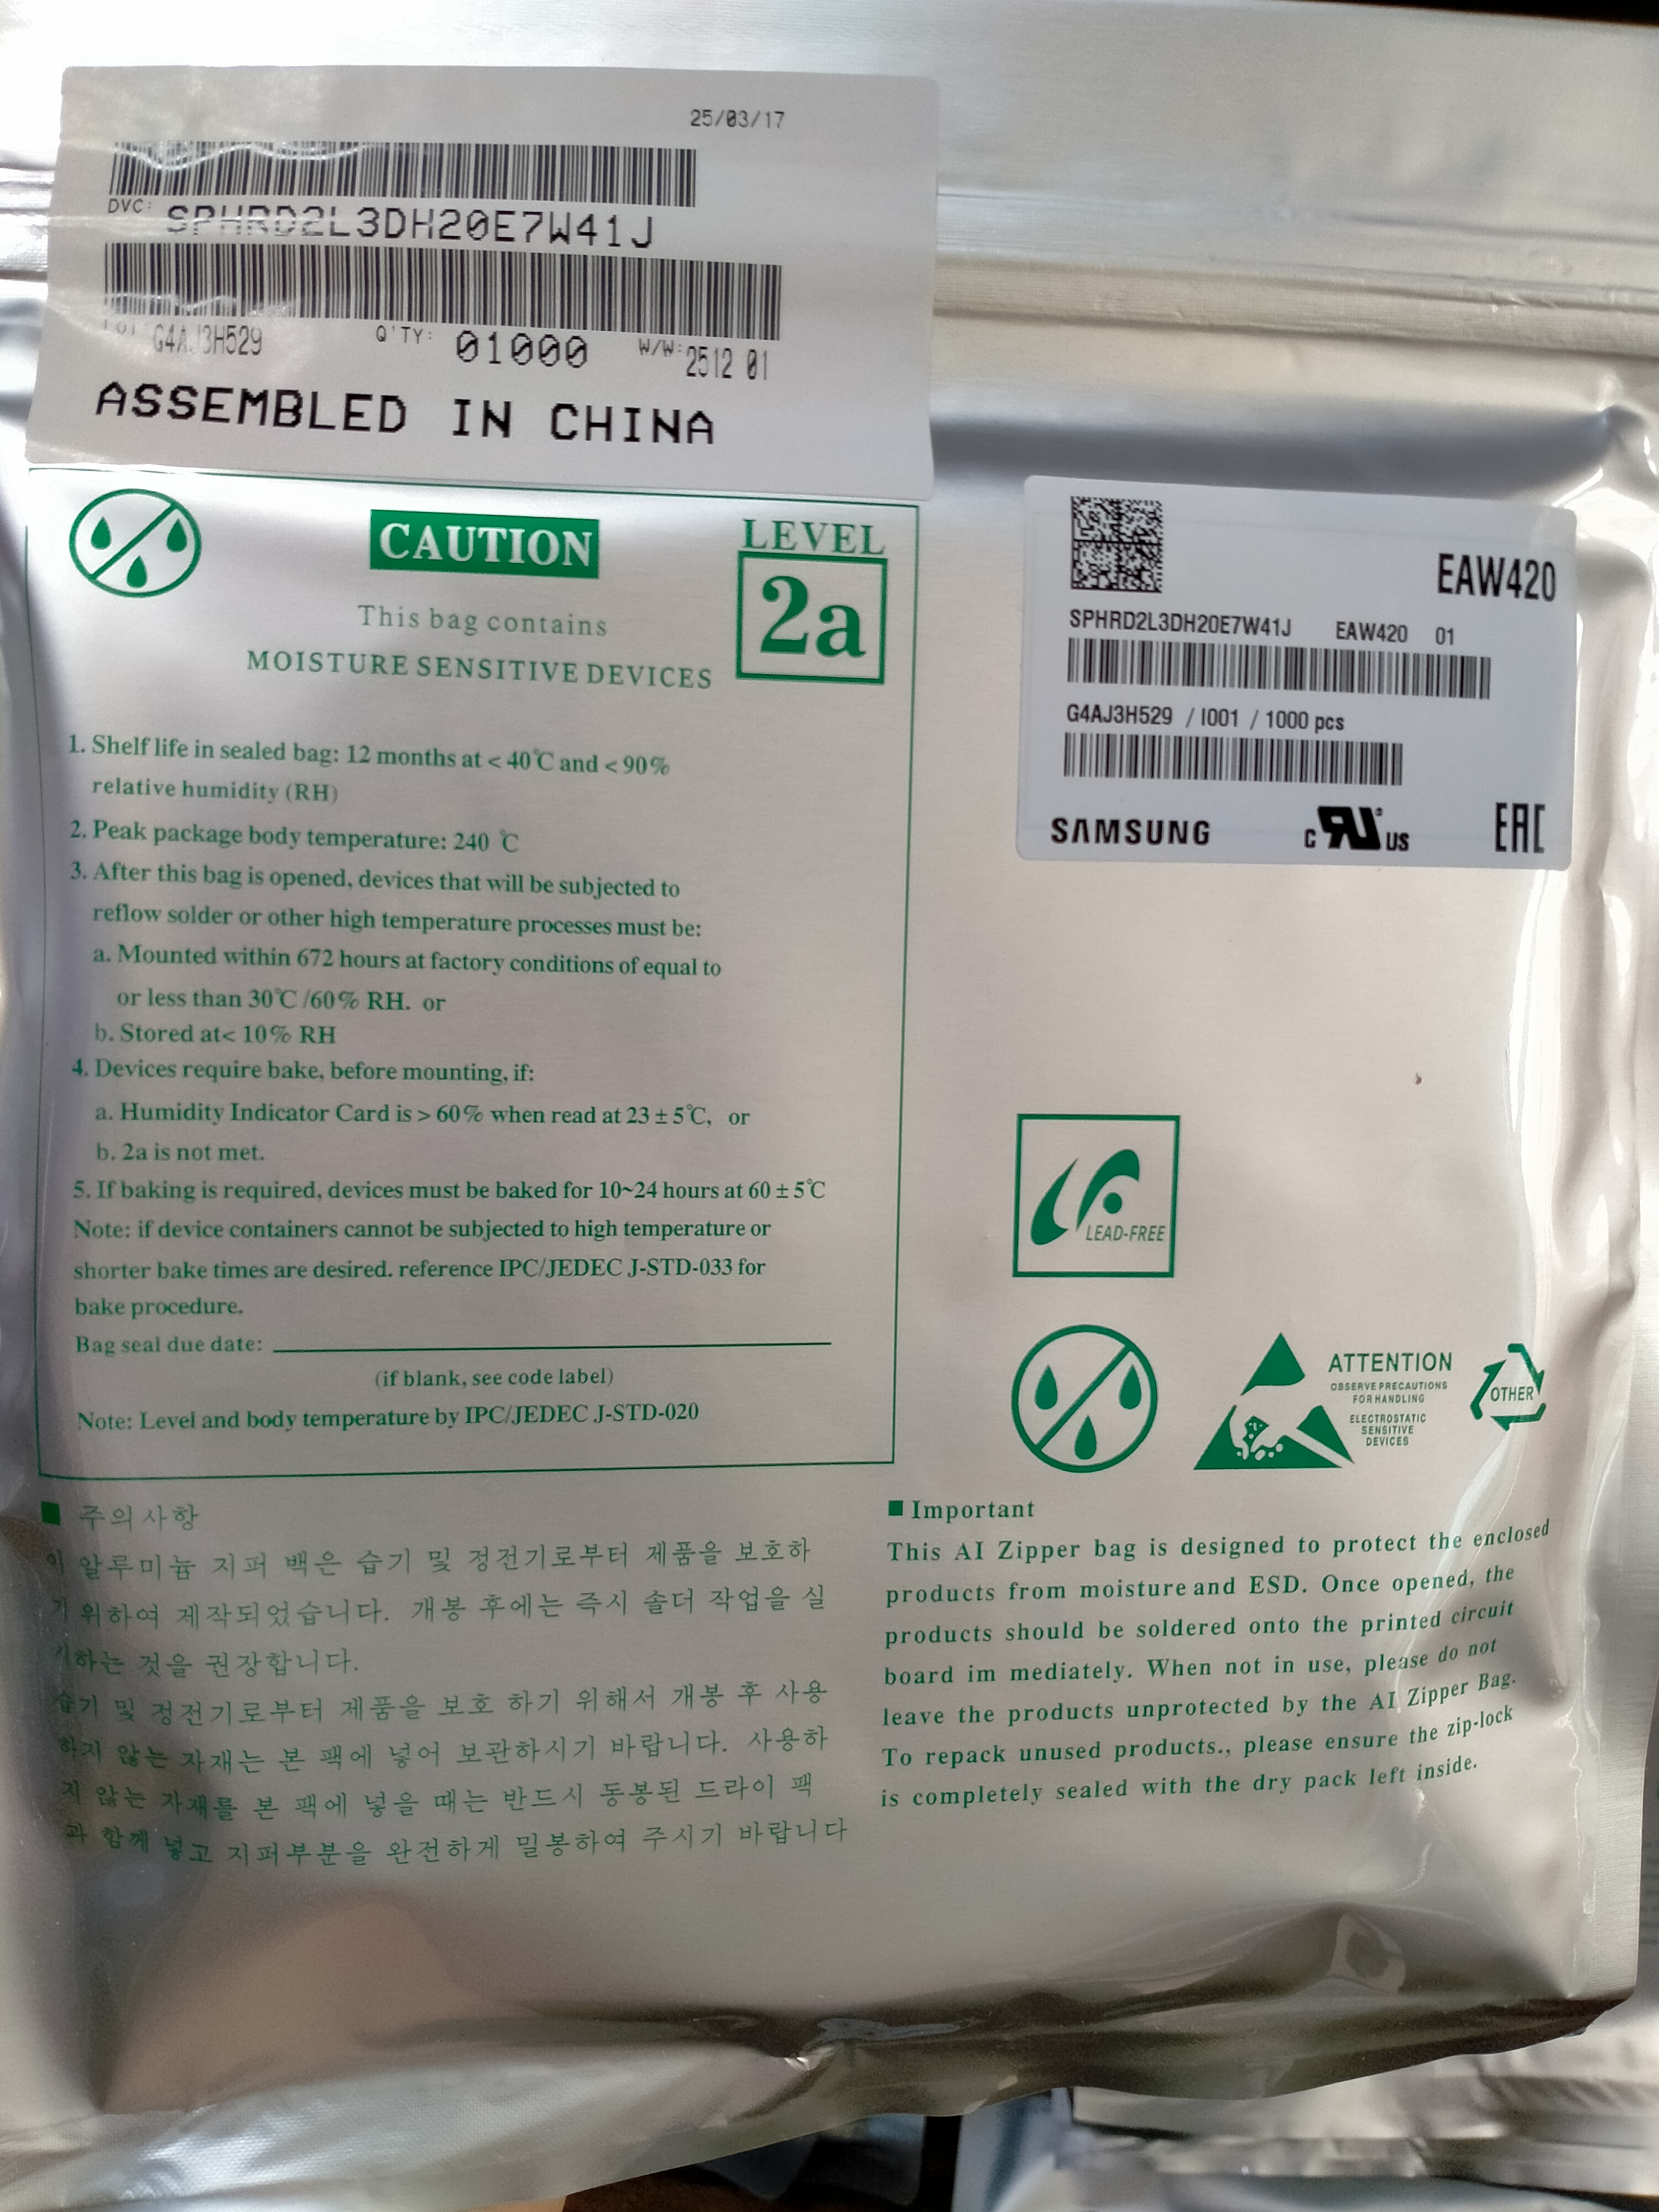 25/03/17
DVC: SPHRD2L3DH20E7W41J
LOT: G4AJ3H529 Q'TY: 01000 W/W: 2512 01
ASSEMBLED IN CHINA
CAUTION
LEVEL
2a
This bag contains
MOISTURE SENSITIVE DEVICES
1. Shelf life in sealed bag: 12 months at < 40℃ and < 90%
relative humidity (RH)
2. Peak package body temperature: 240 ℃
3. After this bag is opened, devices that will be subjected to
reflow solder or other high temperature processes must be:
a. Mounted within 672 hours at factory conditions of equal to
or less than 30℃ /60% RH. or
b. Stored at< 10% RH
4. Devices require bake, before mounting, if:
a. Humidity Indicator Card is > 60% when read at 23 ± 5℃, or
b. 2a is not met.
5. If baking is required, devices must be baked for 10~24 hours at 60 ± 5℃
Note: if device containers cannot be subjected to high temperature or
shorter bake times are desired. reference IPC/JEDEC J-STD-033 for
bake procedure.
Bag seal due date:
(if blank, see code label)
Note: Level and body temperature by IPC/JEDEC J-STD-020
EAW420
SPHRD2L3DH20E7W41J EAW420 01
G4AJ3H529 / I001 / 1000 pcs
SAMSUNG c RU US EAC
LEAD-FREE
ATTENTION
OBSERVE PRECAUTIONS
FOR HANDLING
ELECTROSTATIC
SENSITIVE
DEVICES
OTHER
■ 주의사항
이 알루미늄 지퍼 백은 습기 및 정전기로부터 제품을 보호하
기 위하여 제작되었습니다. 개봉 후에는 즉시 솔더 작업을 실
시하는 것을 권장합니다.
습기 및 정전기로부터 제품을 보호 하기 위해서 개봉 후 사용
하지 않는 자재는 본 팩에 넣어 보관하시기 바랍니다. 사용하
지 않는 자재를 본 팩에 넣을 때는 반드시 동봉된 드라이 팩
과 함께 넣고 지퍼부분을 완전하게 밀봉하여 주시기 바랍니다
■ Important
This AI Zipper bag is designed to protect the enclosed
products from moisture and ESD. Once opened, the
products should be soldered onto the printed circuit
board im mediately. When not in use, please do not
leave the products unprotected by the AI Zipper Bag.
To repack unused products., please ensure the zip-lock
is completely sealed with the dry pack left inside.